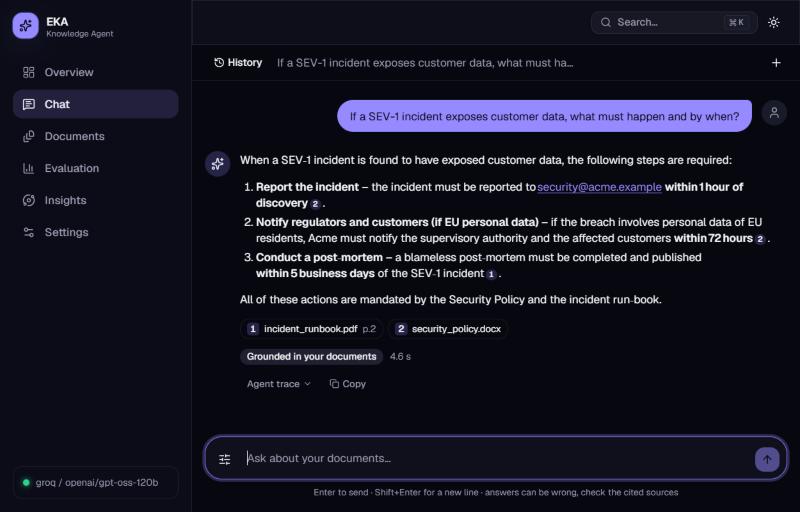 EKA
Knowledge Agent
Overview
Chat
Documents
Evaluation
Insights
Settings
groq / openai/gpt-oss-120b
Search... ⌘K
History If a SEV-1 incident exposes customer data, what must ha...
If a SEV-1 incident exposes customer data, what must happen and by when?
When a SEV-1 incident is found to have exposed customer data, the following steps are required:
1. Report the incident – the incident must be reported to security@acme.example within 1 hour of
discovery 2 .
2. Notify regulators and customers (if EU personal data) – if the breach involves personal data of EU
residents, Acme must notify the supervisory authority and the affected customers within 72 hours 2 .
3. Conduct a post-mortem – a blameless post-mortem must be completed and published
within 5 business days of the SEV-1 incident 1 .
All of these actions are mandated by the Security Policy and the incident run-book.
1 incident_runbook.pdf p.2 2 security_policy.docx
Grounded in your documents 4.6 s
Agent trace Copy
Ask about your documents...
Enter to send · Shift+Enter for a new line · answers can be wrong, check the cited sources